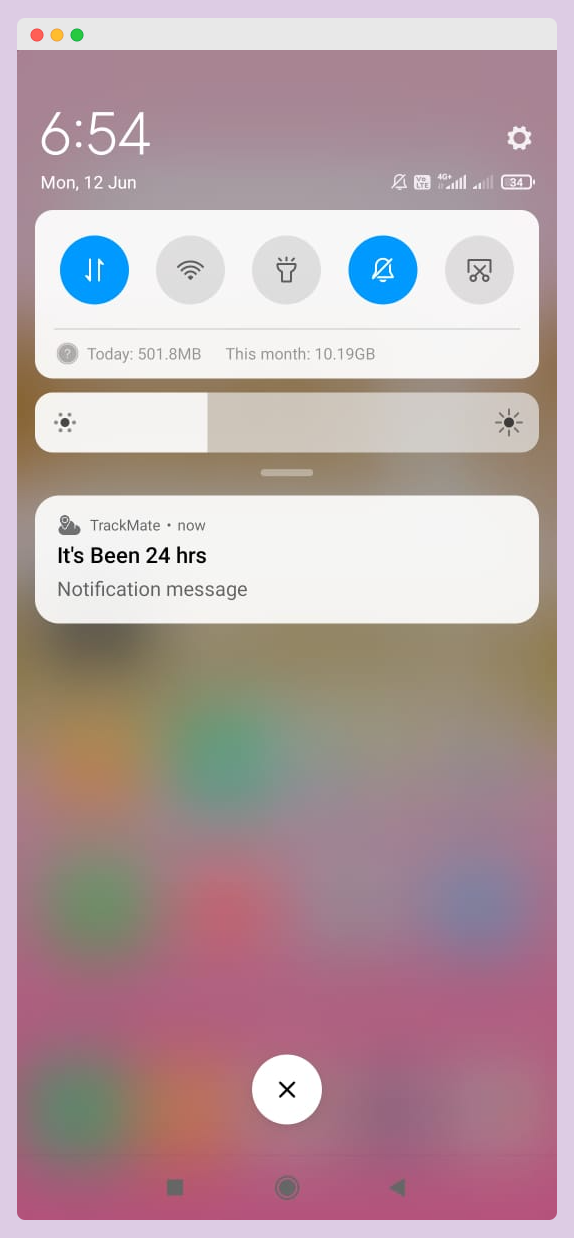 6:54
Mon, 12 Jun
Vo LTE 4G+ 34
Today: 501.8MB This month: 10.19GB
TrackMate • now
It's Been 24 hrs
Notification message